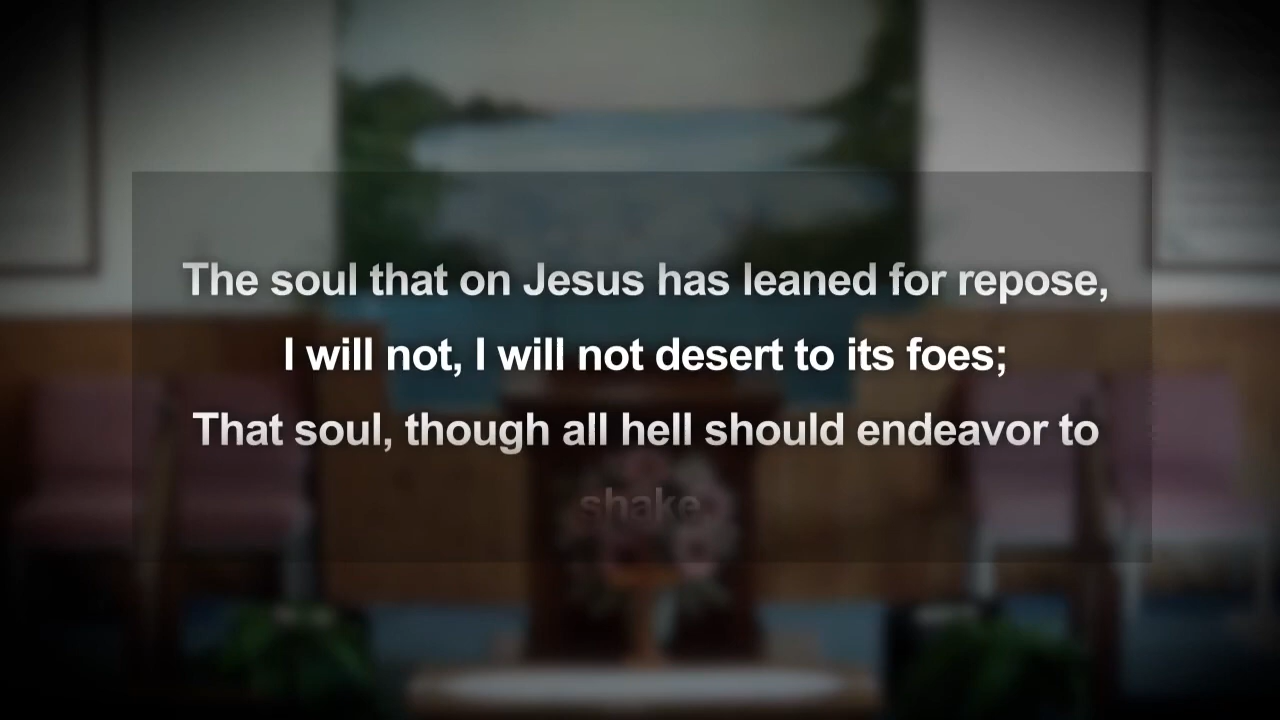 The soul that on Jesus has leaned for repose,
I will not, I will not desert to its foes;
That soul, though all hell should endeavor to
shake